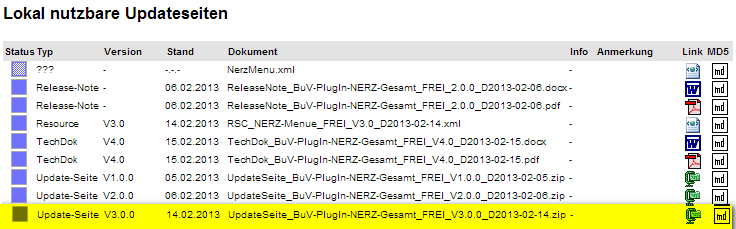 Lokal nutzbare Updateseiten
Status Typ Version Stand Dokument Info Anmerkung Link MD5
??? - -.-.- NerzMenu.xml - md
Release-Note - 06.02.2013 ReleaseNote_BuV-PlugIn-NERZ-Gesamt_FREI_2.0.0_D2013-02-06.docx - W md
Release-Note - 06.02.2013 ReleaseNote_BuV-PlugIn-NERZ-Gesamt_FREI_2.0.0_D2013-02-06.pdf - md
Resource V3.0 14.02.2013 RSC_NERZ-Menue_FREI_V3.0_D2013-02-14.xml - md
TechDok V4.0 15.02.2013 TechDok_BuV-PlugIn-NERZ-Gesamt_FREI_V4.0_D2013-02-15.docx - W md
TechDok V4.0 15.02.2013 TechDok_BuV-PlugIn-NERZ-Gesamt_FREI_V4.0_D2013-02-15.pdf - md
Update-Seite V1.0.0 05.02.2013 UpdateSeite_BuV-PlugIn-NERZ-Gesamt_FREI_V1.0.0_D2013-02-05.zip - md
Update-Seite V2.0.0 06.02.2013 UpdateSeite_BuV-PlugIn-NERZ-Gesamt_FREI_V2.0.0_D2013-02-06.zip - md
Update-Seite V3.0.0 14.02.2013 UpdateSeite_BuV-PlugIn-NERZ-Gesamt_FREI_V3.0.0_D2013-02-14.zip - md